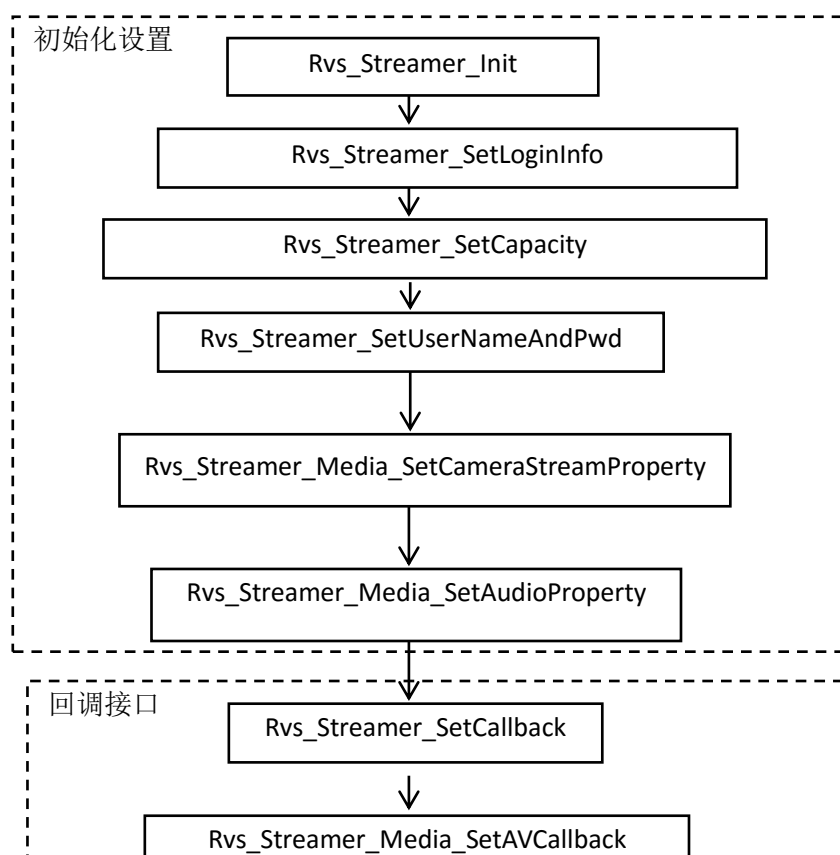 初始化设置
Rvs_Streamer_Init
Rvs_Streamer_SetLoginInfo
Rvs_Streamer_SetCapacity
Rvs_Streamer_SetUserNameAndPwd
Rvs_Streamer_Media_SetCameraStreamProperty
Rvs_Streamer_Media_SetAudioProperty
回调接口
Rvs_Streamer_SetCallback
Rvs_Streamer_Media_SetAVCallback